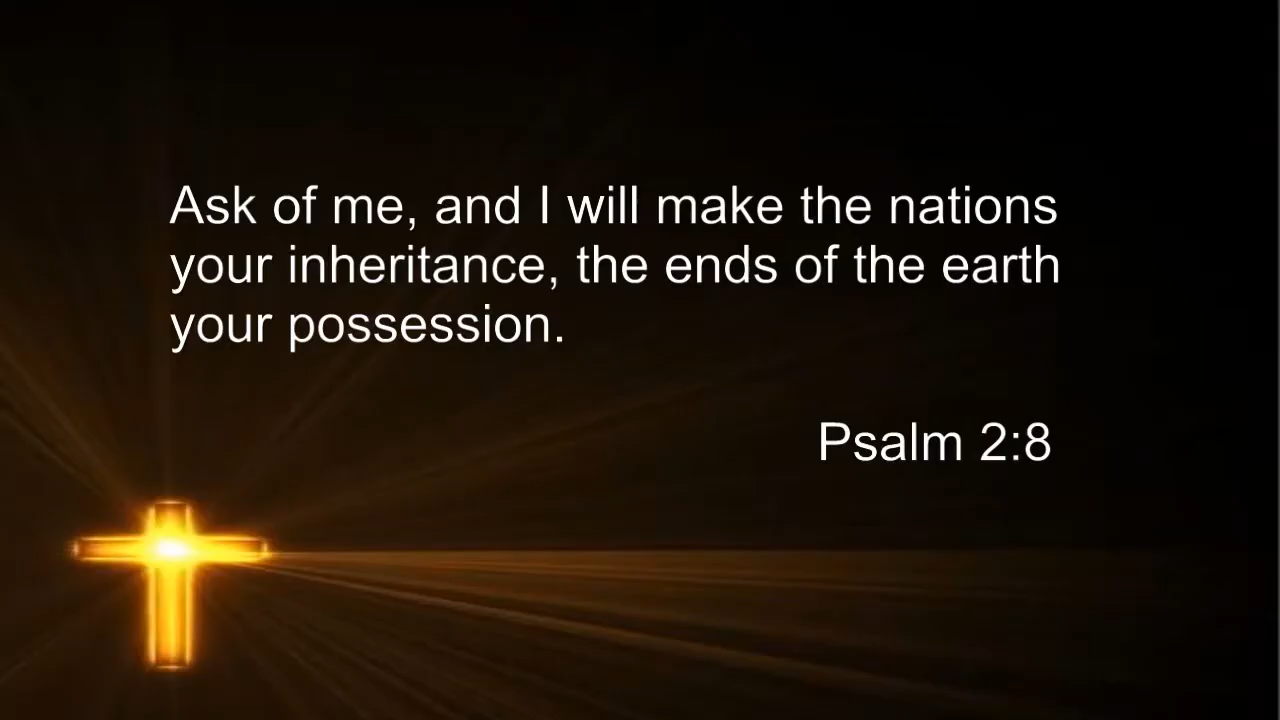 Ask of me, and I will make the nations
your inheritance, the ends of the earth
your possession.
Psalm 2:8